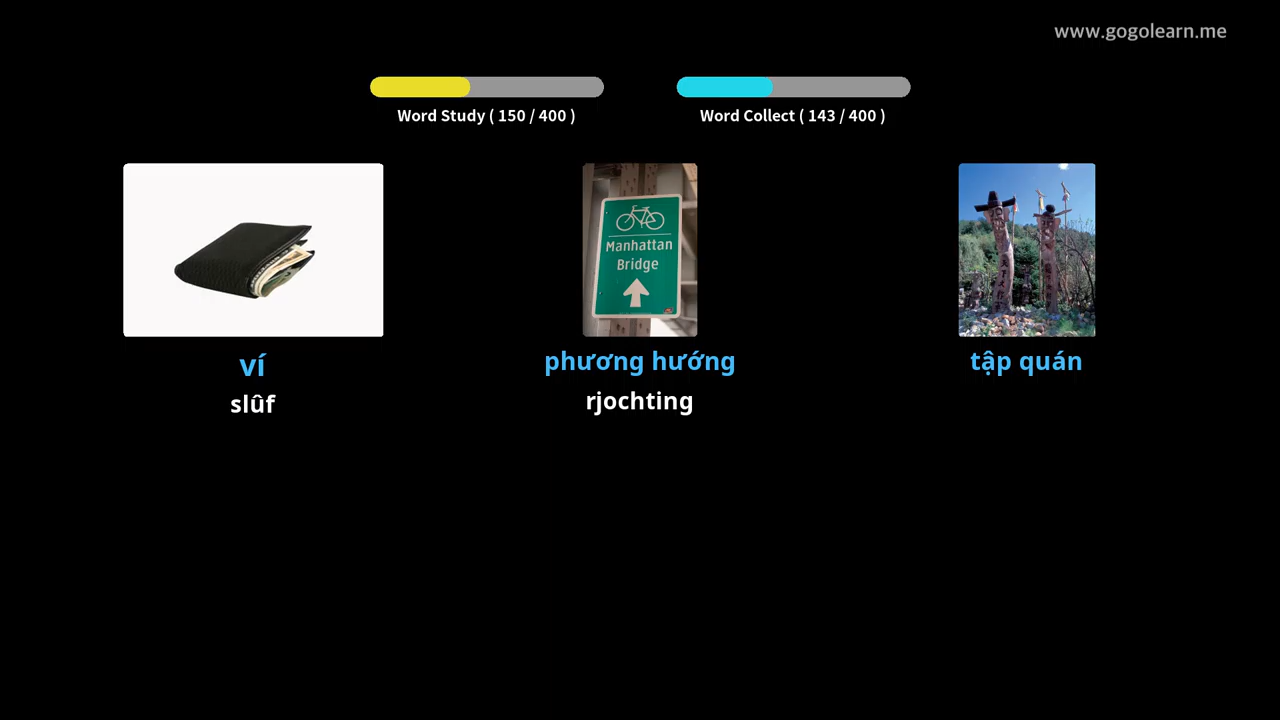 www.gogolearn.me
Word Study ( 150 / 400 )
Word Collect ( 143 / 400 )
Manhattan
Bridge
ví
phương hướng
tập quán
slûf
rjochting